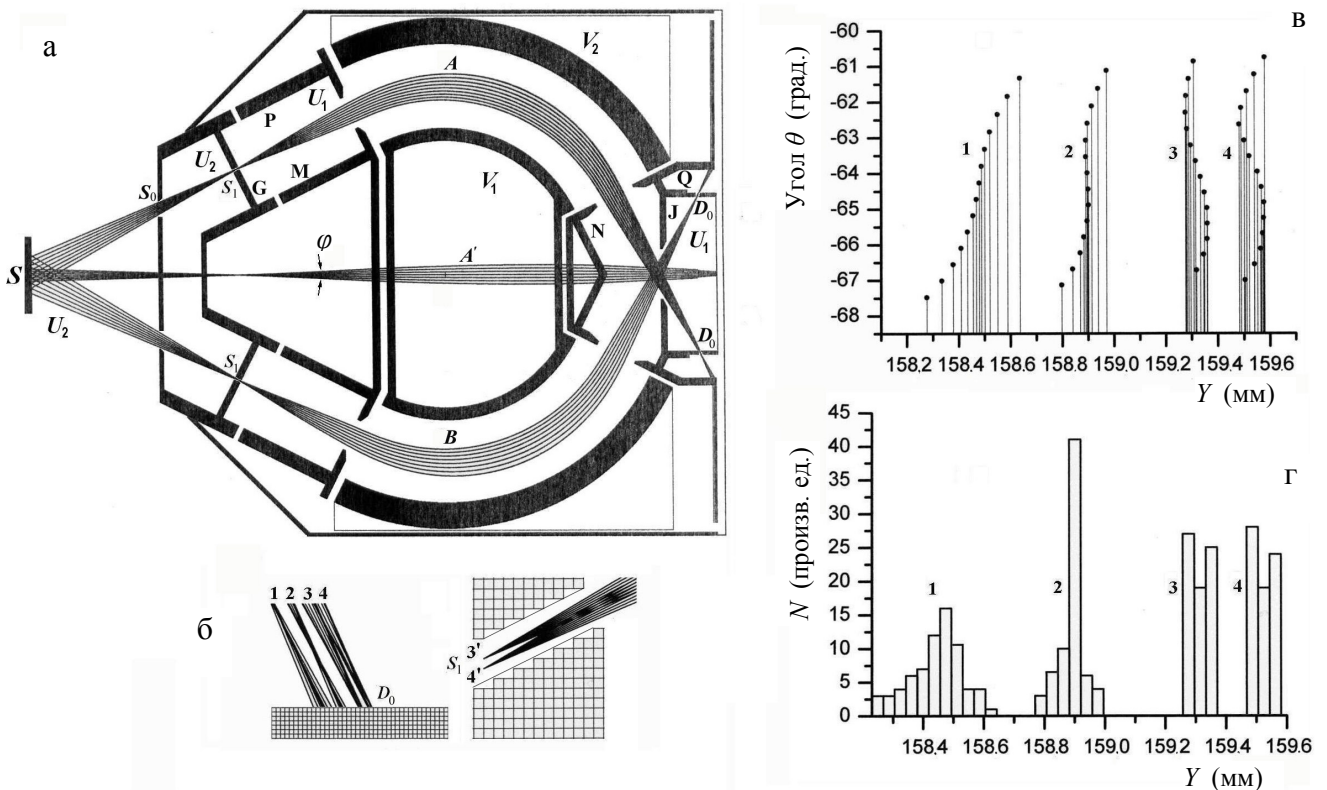 а
V₂
A
U₁
P
U₂
S₁
G
M
S₀
V₁
Q
J
D₀
U₁
N
S
φ
A′
U₂
D₀
S₁
B
б
1 2 3 4
D₀
S₁
3'
4'
в
Угол θ (град.)
-60
-61
-62
-63
-64
-65
-66
-67
-68
1
2
3
4
158.2 158.4 158.6 158.8 159.0 159.2 159.4 159.6
Y (мм)
г
N (произв. ед.)
45
40
35
30
25
20
15
10
5
0
1
2
3
4
158.4 158.6 158.8 159.0 159.2 159.4 159.6
Y (мм)